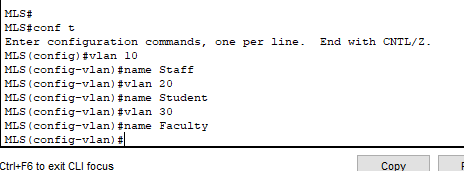 MLS#
MLS#conf t
Enter configuration commands, one per line.  End with CNTL/Z.
MLS(config)#vlan 10
MLS(config-vlan)#name Staff
MLS(config-vlan)#vlan 20
MLS(config-vlan)#name Student
MLS(config-vlan)#vlan 30
MLS(config-vlan)#name Faculty
MLS(config-vlan)#
Ctrl+F6 to exit CLI focus
Copy